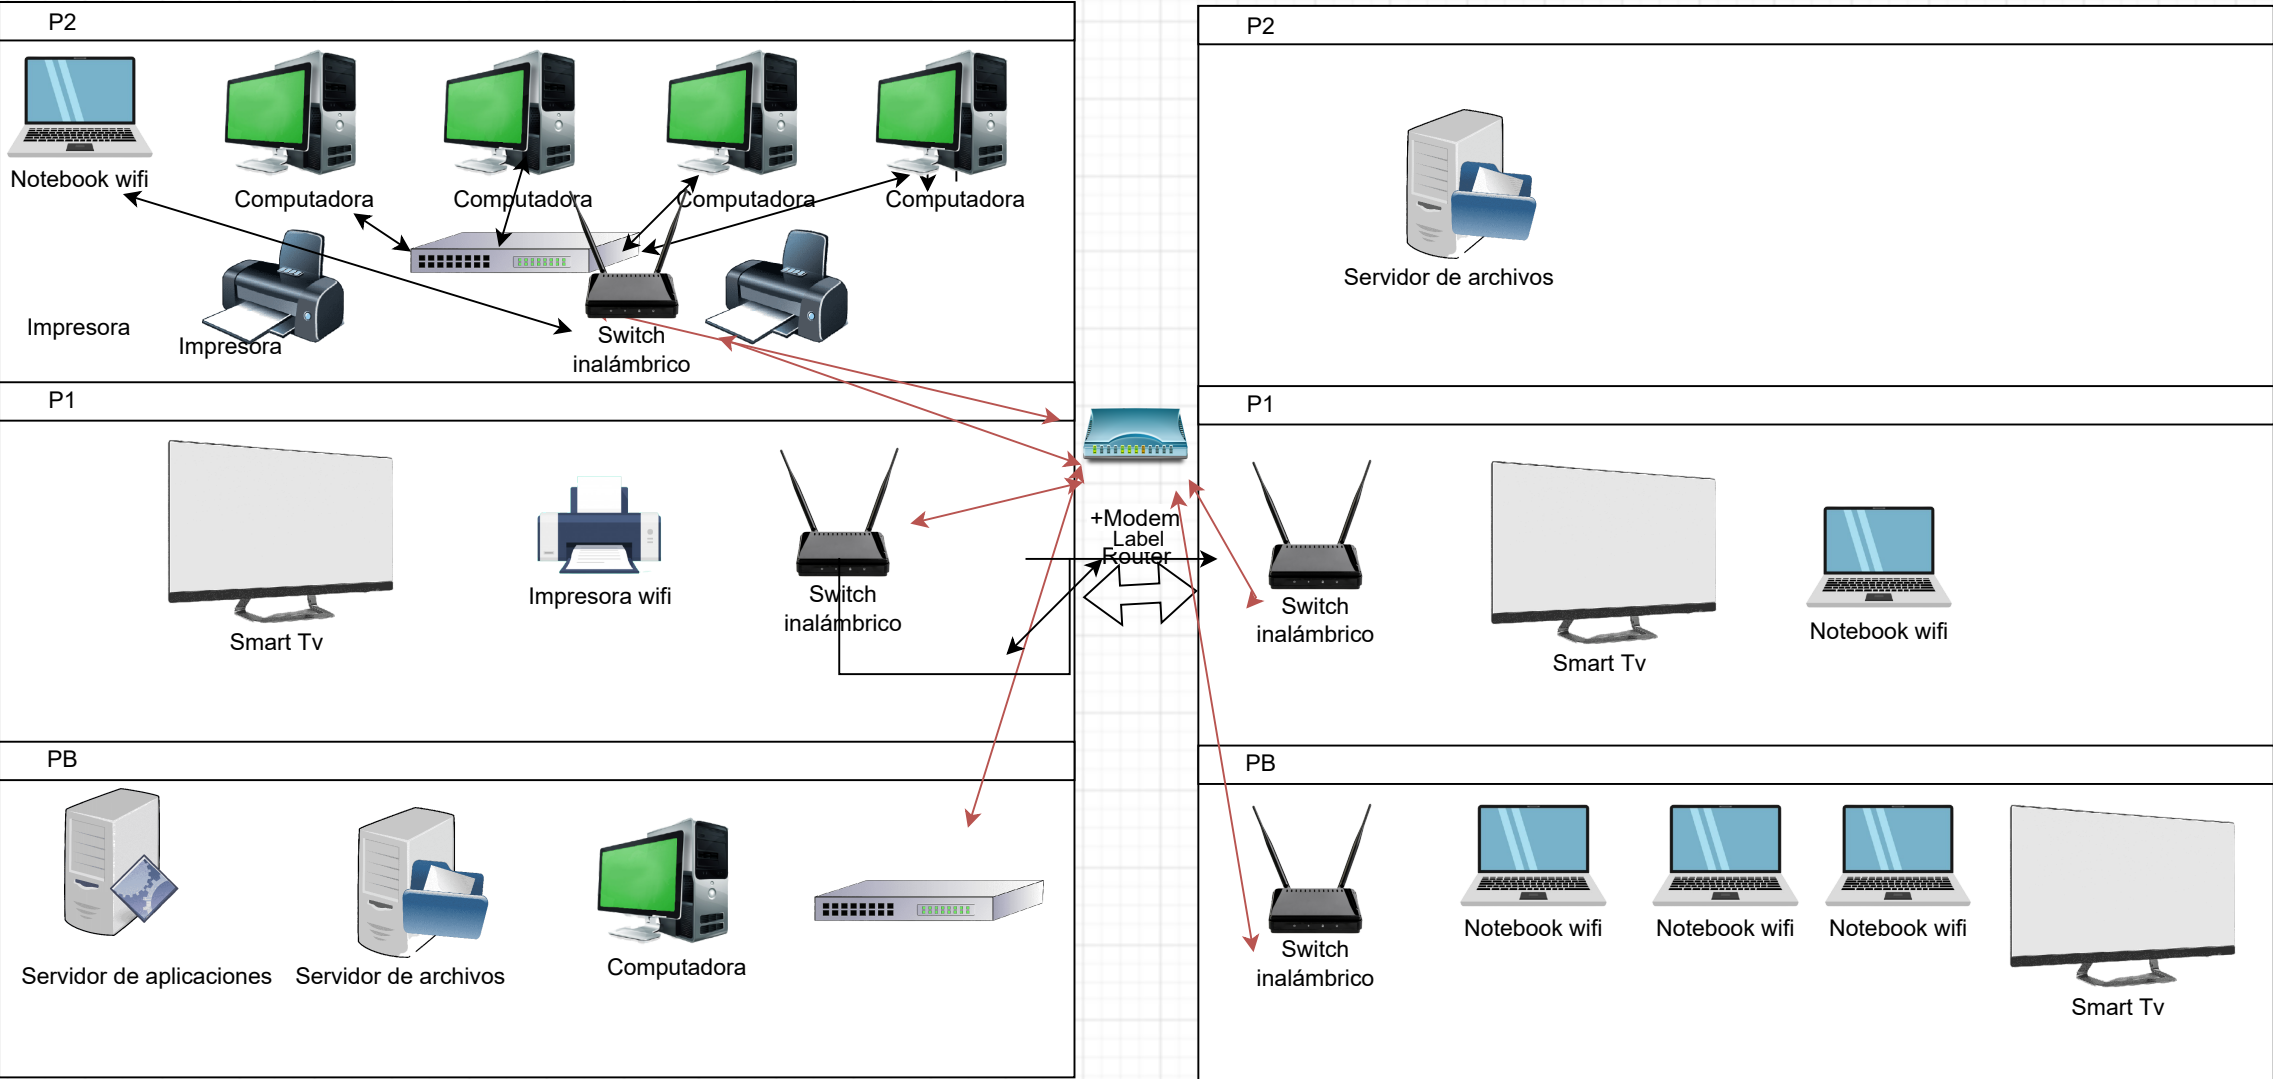 P2
Notebook wifi
Computadora
Computadora
Computadora
Computadora
Impresora
Impresora
Switch
inalámbrico
P1
Smart Tv
Impresora wifi
Switch
inalámbrico
PB
Servidor de aplicaciones
Servidor de archivos
Computadora
+Modem
Label
Router
P2
Servidor de archivos
P1
Switch
inalámbrico
Smart Tv
Notebook wifi
PB
Switch
inalámbrico
Notebook wifi
Notebook wifi
Notebook wifi
Smart Tv